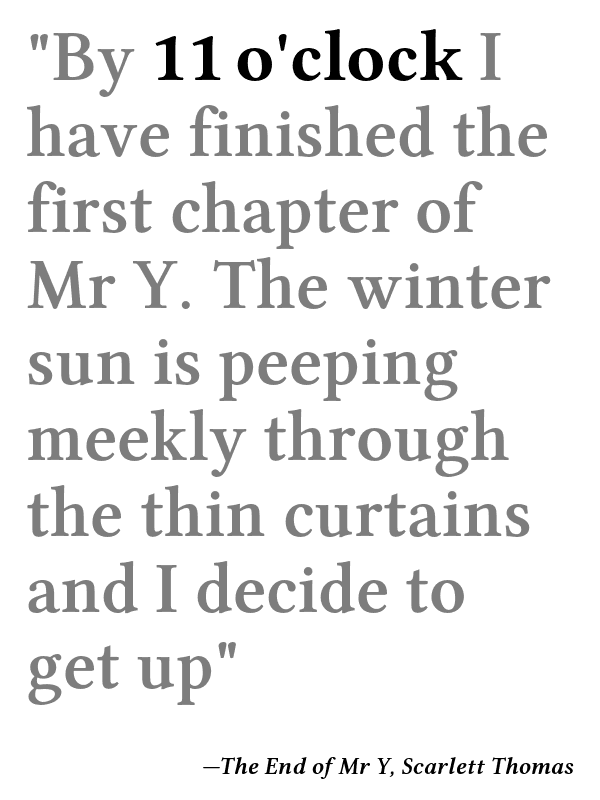 "By 11 o'clock I
have finished the
first chapter of
Mr Y. The winter
sun is peeping
meekly through
the thin curtains
and I decide to
get up"
—The End of Mr Y, Scarlett Thomas